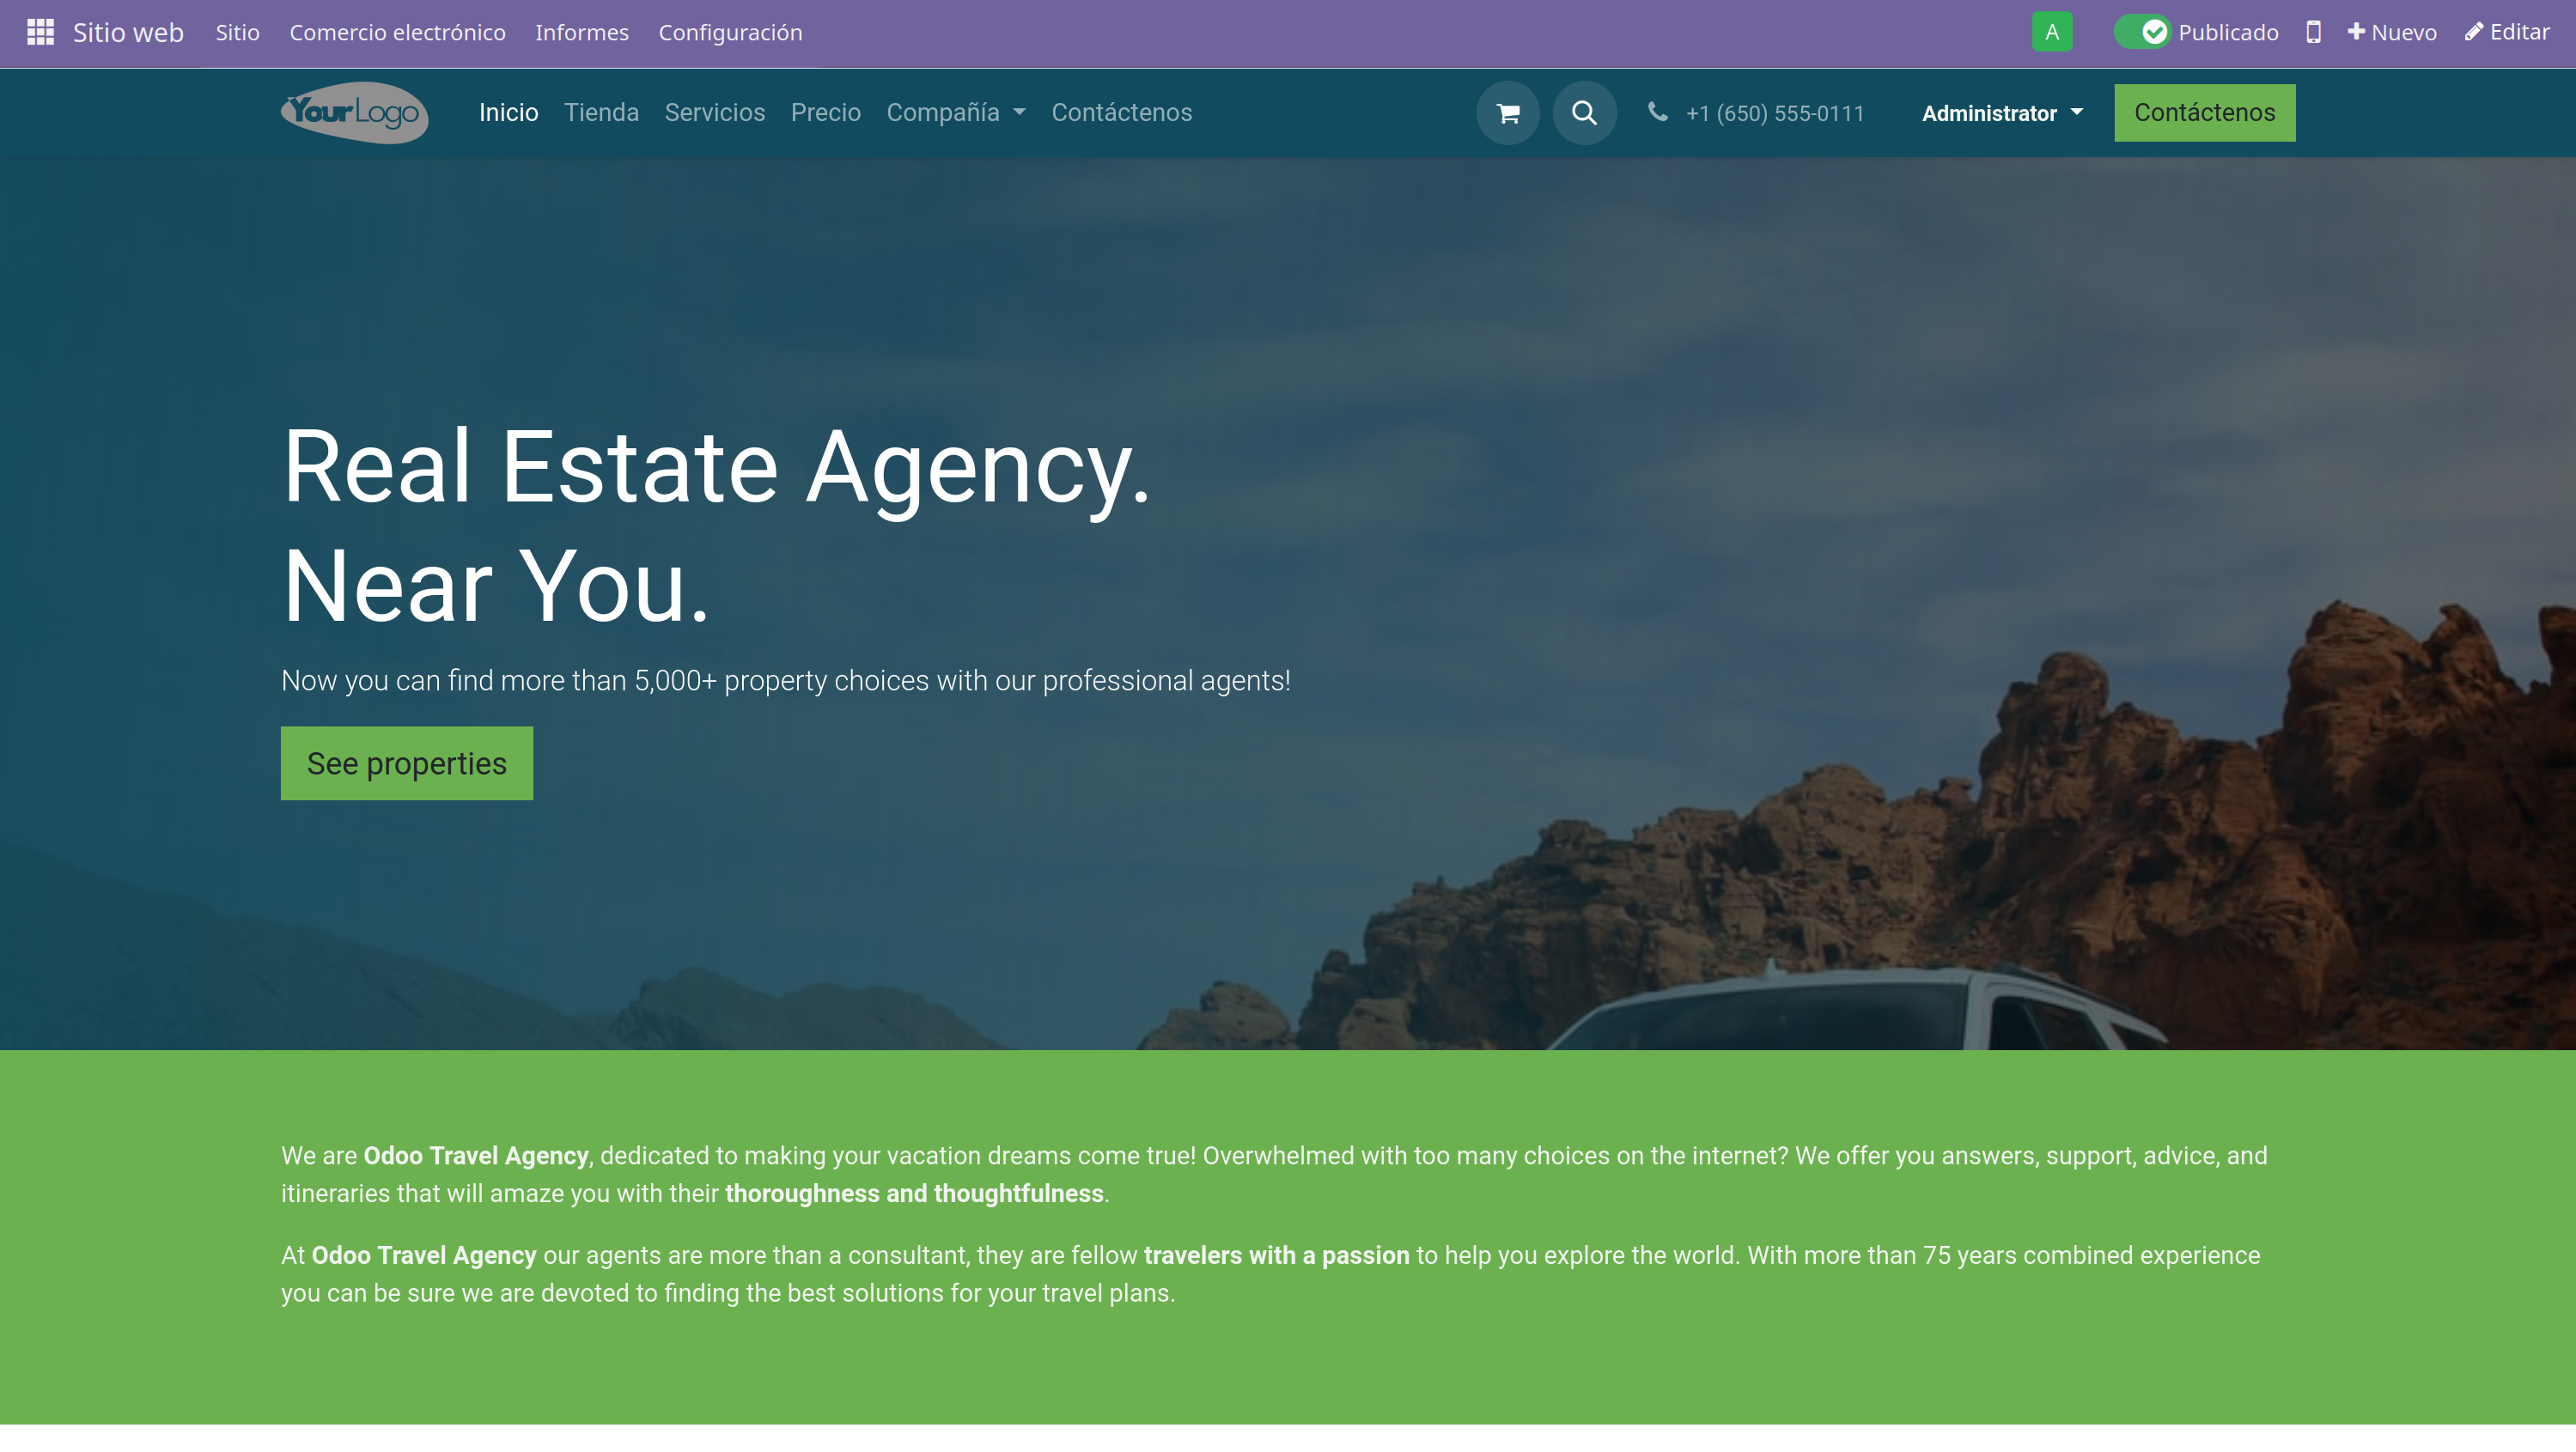 Sitio web Sitio Comercio electrónico Informes Configuración A Publicado Nuevo Editar
YourLogo Inicio Tienda Servicios Precio Compañía Contáctenos +1 (650) 555-0111 Administrator Contáctenos
Real Estate Agency.
Near You.
Now you can find more than 5,000+ property choices with our professional agents!
See properties
We are Odoo Travel Agency, dedicated to making your vacation dreams come true! Overwhelmed with too many choices on the internet? We offer you answers, support, advice, and
itineraries that will amaze you with their thoroughness and thoughtfulness.
At Odoo Travel Agency our agents are more than a consultant, they are fellow travelers with a passion to help you explore the world. With more than 75 years combined experience
you can be sure we are devoted to finding the best solutions for your travel plans.